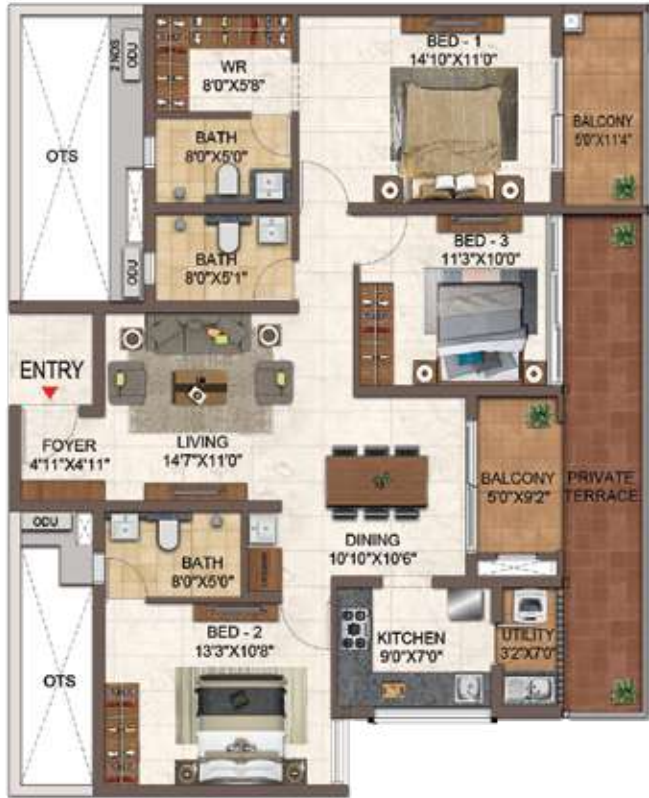 2 NOS
ODU
WR
8'0"X5'8"
BED - 1
14'10"X11'0"
BALCONY
5'0"X11'4"
OTS
BATH
8'0"X5'0"
BATH
8'0"X5'1"
ODU
BED - 3
11'3"X10'0"
ENTRY
FOYER
4'11"X4'11"
LIVING
14'7"X11'0"
BALCONY
5'0"X9'2"
PRIVATE
TERRACE
ODU
DINING
10'10"X10'6"
BATH
8'0"X5'0"
BED - 2
13'3"X10'8"
KITCHEN
9'0"X7'0"
UTILITY
3'2"X7'0"
OTS